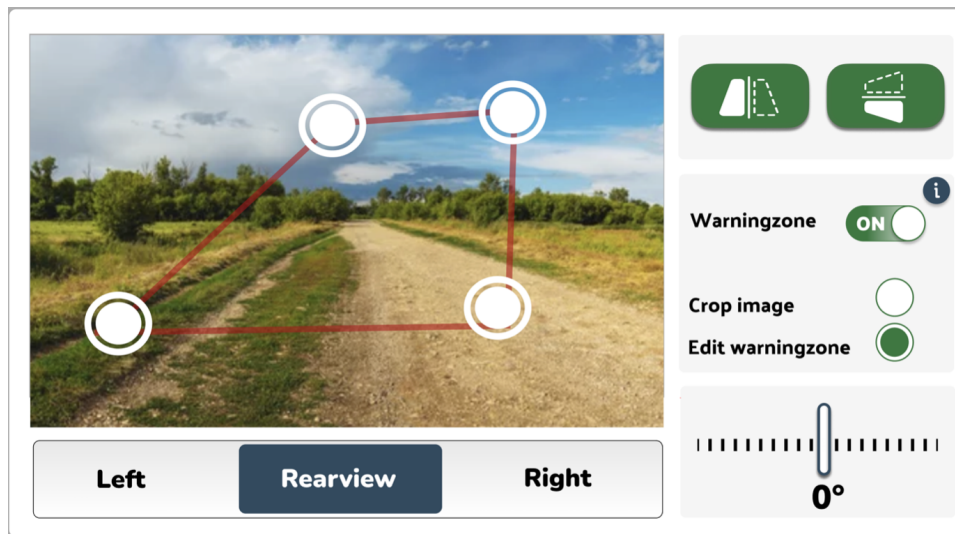 Warningzone
ON
i
Crop image
Edit warningzone
Left
Rearview
Right
0°